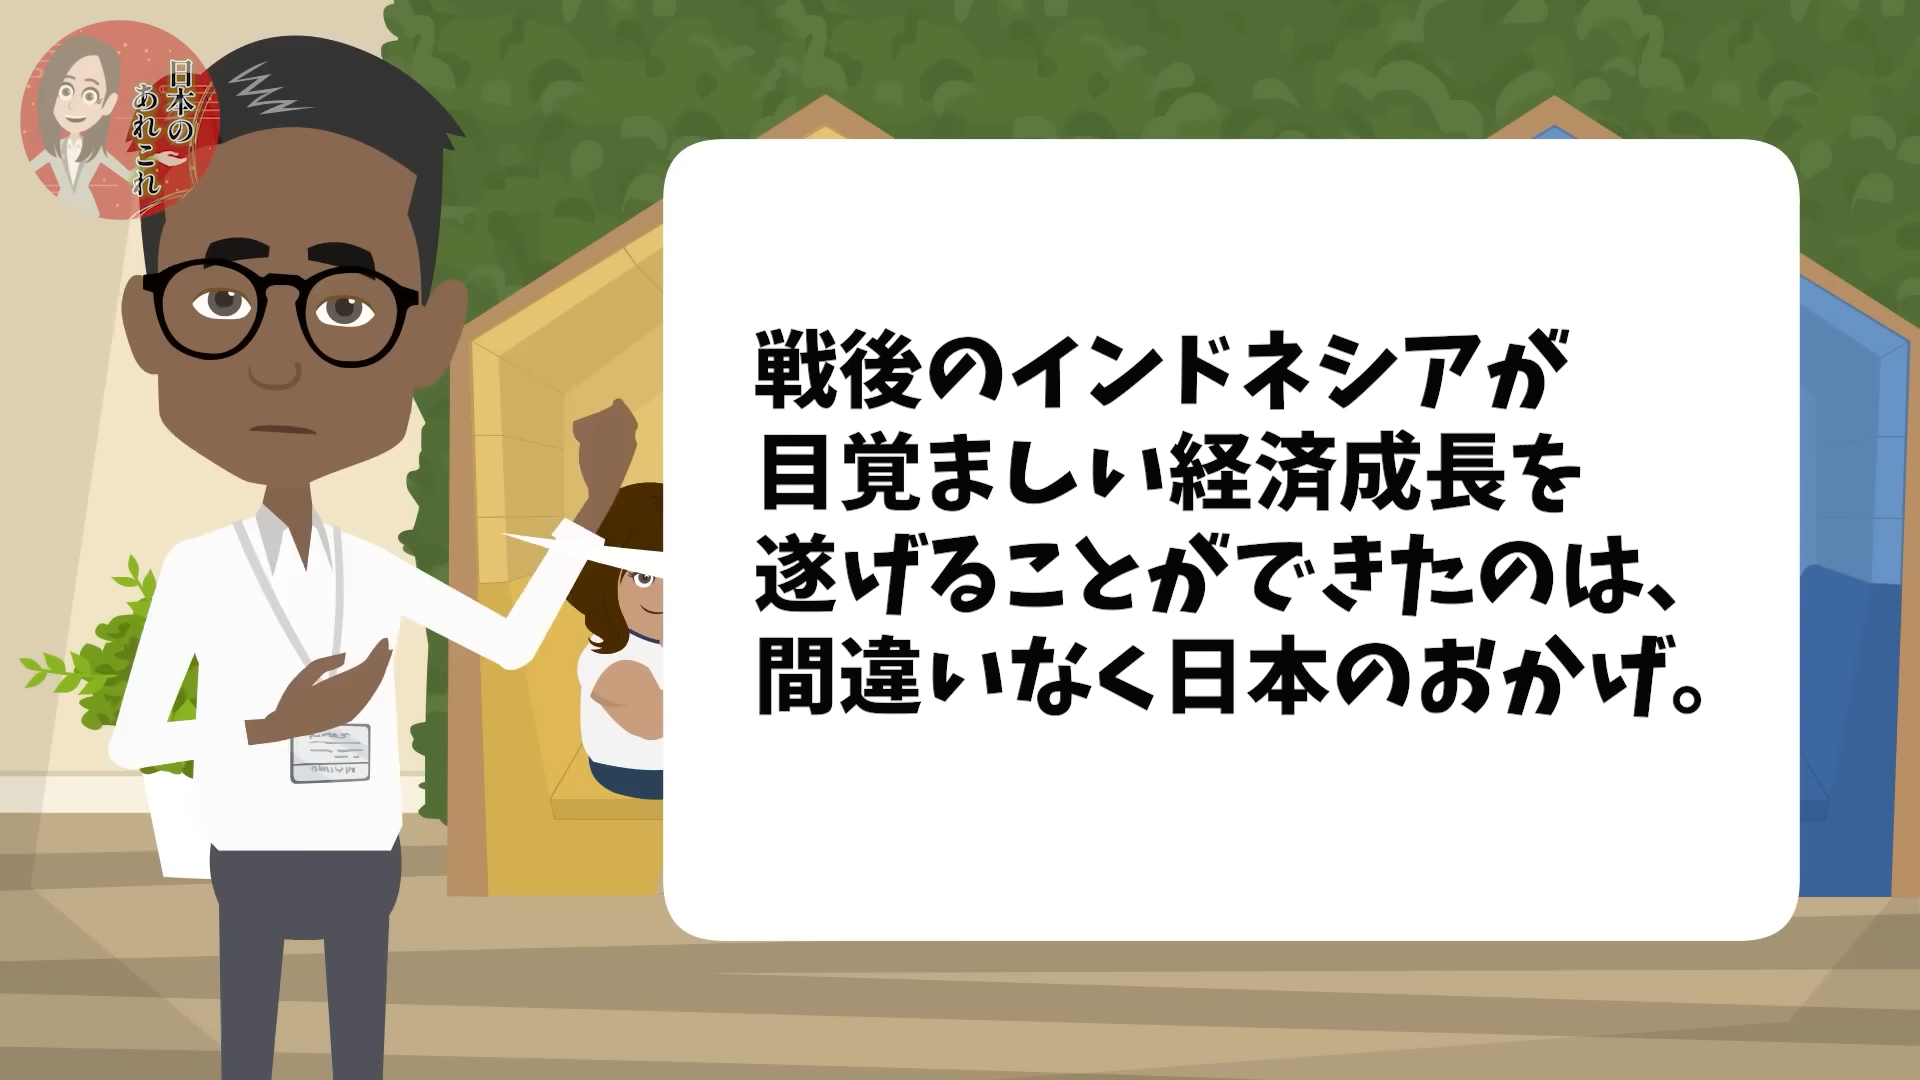 日本の
あれこれ
戦後のインドネシアが
目覚ましい経済成長を
遂げることができたのは、
間違いなく日本のおかげ。